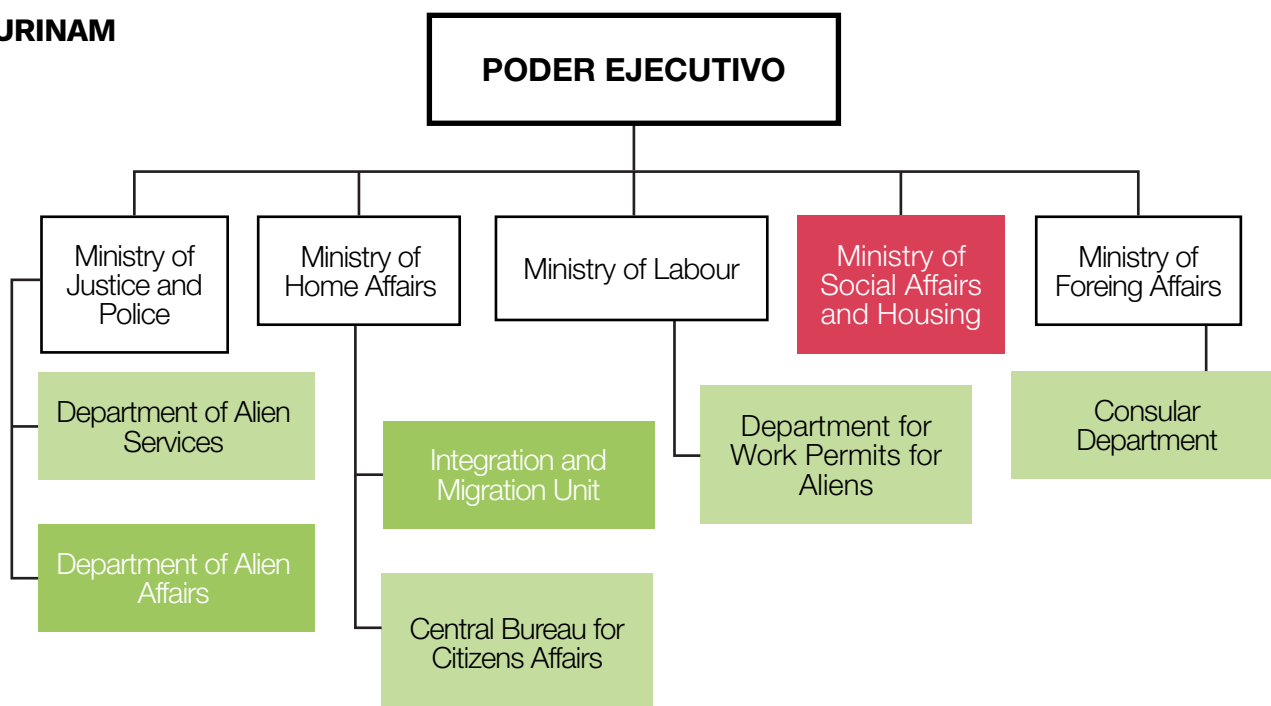 URINAM
PODER EJECUTIVO
Ministry of
Justice and
Police
Ministry of
Home Affairs
Ministry of Labour
Ministry of
Social Affairs
and Housing
Ministry of
Foreing Affairs
Department of Alien
Services
Integration and
Migration Unit
Department for
Work Permits for
Aliens
Consular
Department
Department of Alien
Affairs
Central Bureau for
Citizens Affairs